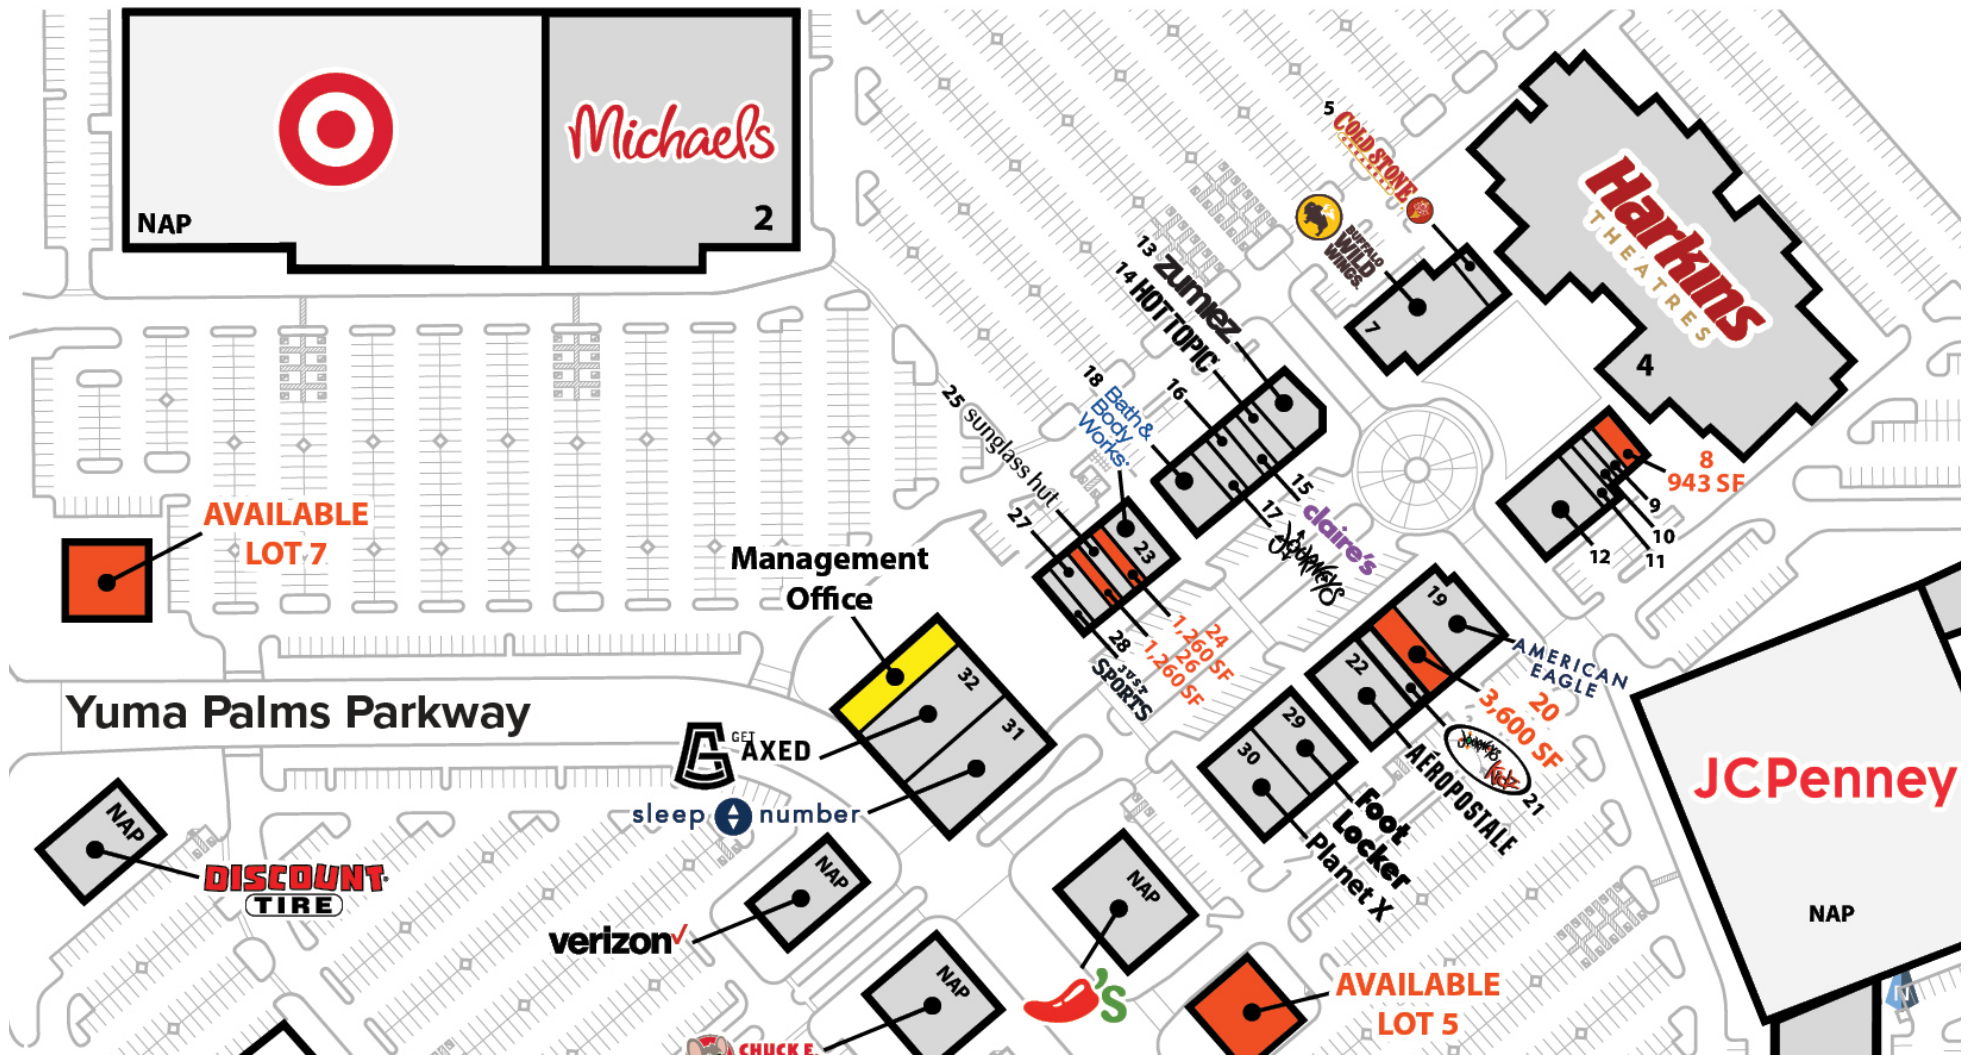 Michaels
NAP
2
5
COLD STONE
BUFFALO
WILD
WINGS.
7
Harkins
THEATRES
4
13 ZUMIEZ
14 HOT TOPIC
16
18
Bath &
Body
Works
25 sunglass hut
27
23
15 claire's
17 Journeys
8
943 SF
9
10
11
12
AVAILABLE
LOT 7
Management
Office
24
1,260 SF
26
1,260 SF
28 JUST
SPORTS
19
AMERICAN
EAGLE
20
3,600 SF
22
Journeys
Kidz
21
AÉROPOSTALE
32
31
29
30
Foot
Locker
Planet X
Yuma Palms Parkway
GET
AXED
sleep number
JCPenney
NAP
NAP
DISCOUNT
TIRE
NAP
verizon
NAP
'S
NAP
CHUCK E.
AVAILABLE
LOT 5
N